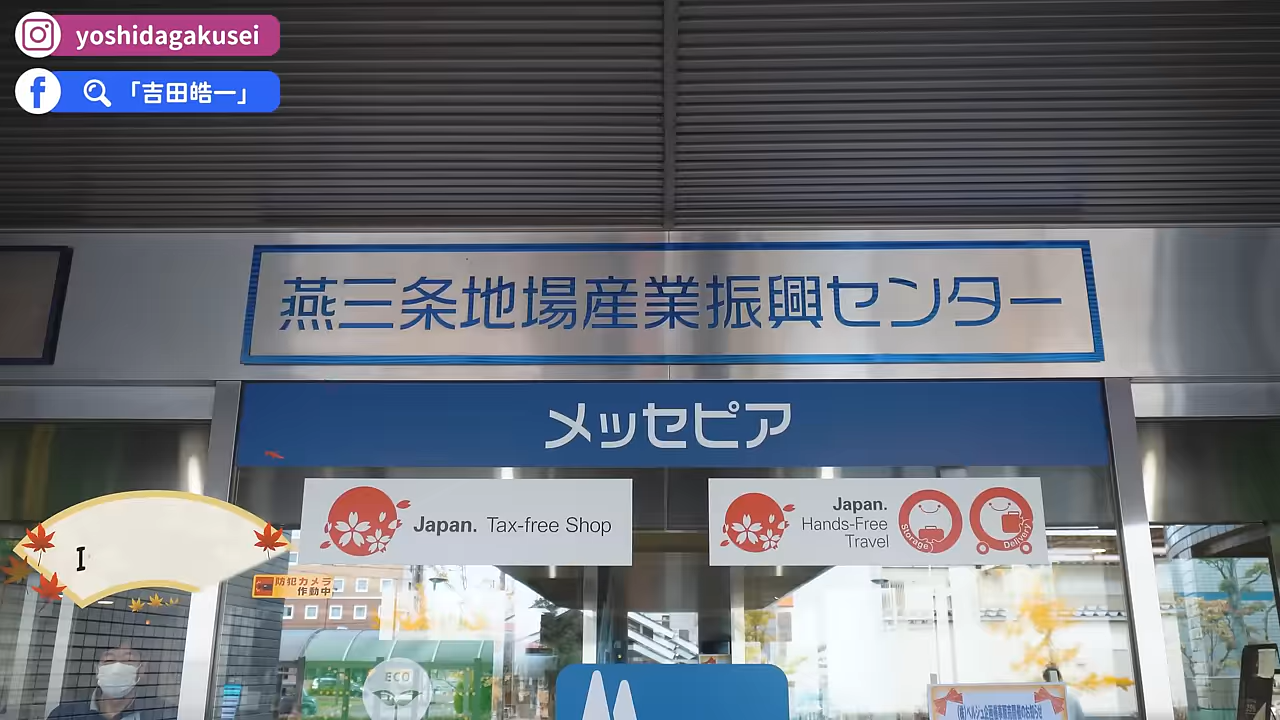 yoshidagakusei
「吉田皓一」
燕三条地場産業振興センター
メッセピア
Japan. Tax-free Shop
Japan.
Hands-Free
Travel
Storage
Delivery
I
防犯カメラ
作動中
ECO